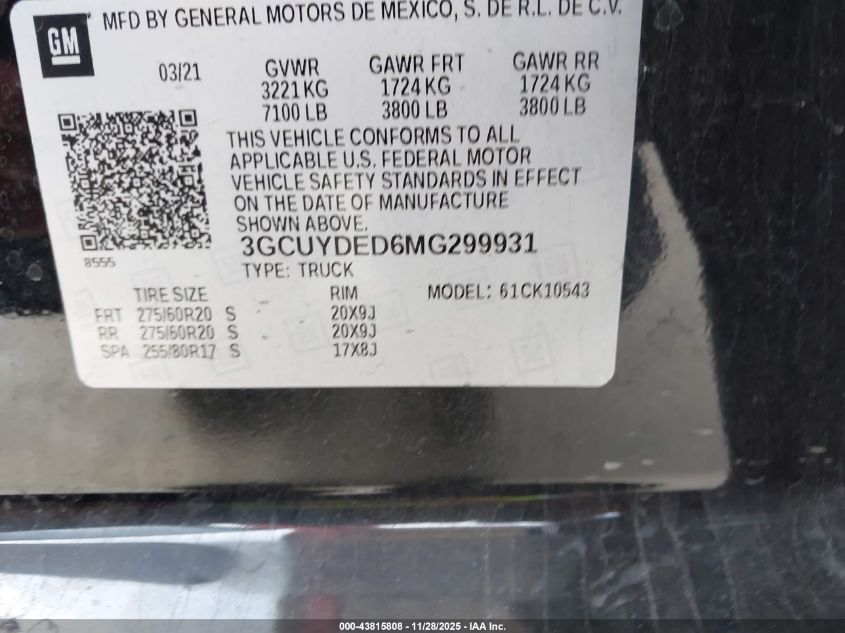 MFD BY GENERAL MOTORS DE MEXICO, S. DE R.L. DE C.V.
GM
03/21 GVWR GAWR FRT GAWR RR
3221 KG 1724 KG 1724 KG
7100 LB 3800 LB 3800 LB
THIS VEHICLE CONFORMS TO ALL
APPLICABLE U.S. FEDERAL MOTOR
VEHICLE SAFETY STANDARDS IN EFFECT
ON THE DATE OF MANUFACTURE
SHOWN ABOVE.
8555
3GCUYDED6MG299931
TYPE: TRUCK
TIRE SIZE RIM MODEL: 61CK10543
FRT 275/60R20 S 20X9J
RR 275/60R20 S 20X9J
SPA 255/80R17 S 17X8J
000-43815808 - 11/28/2025 - IAA Inc.